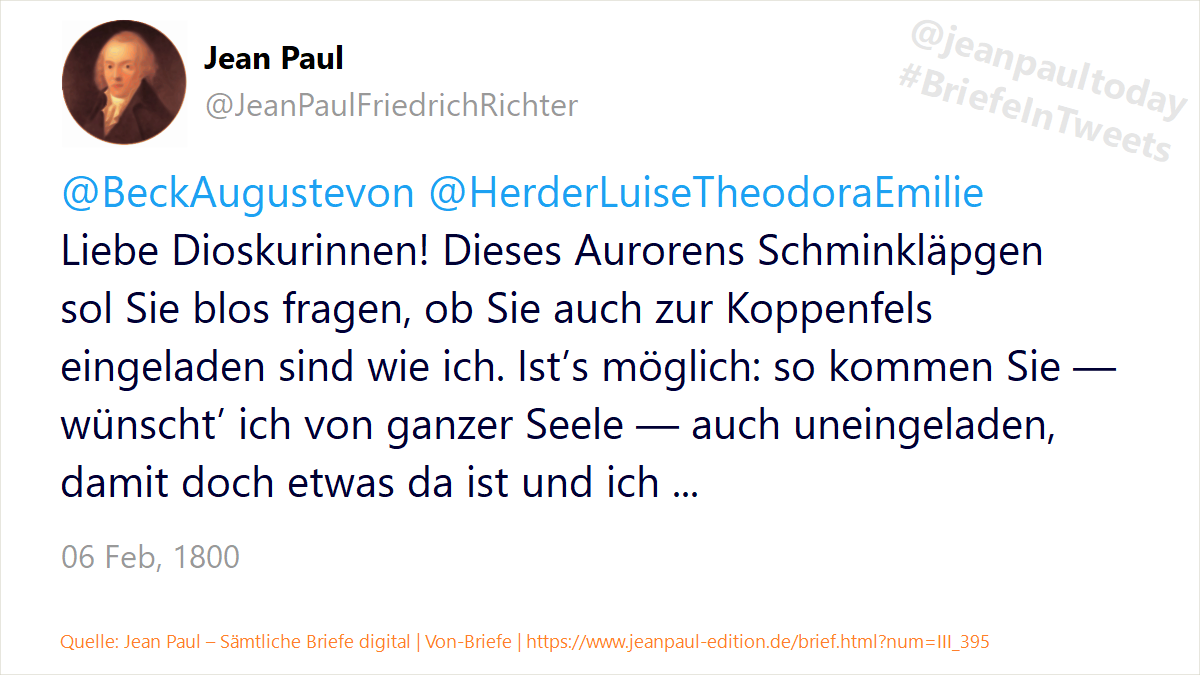 Jean Paul
@JeanPaulFriedrichRichter
@jeanpaultoday
#BriefeInTweets
@BeckAugustevon @HerderLuiseTheodoraEmilie
Liebe Dioskurinnen! Dieses Aurorens Schminkläpgen
sol Sie blos fragen, ob Sie auch zur Koppenfels
eingeladen sind wie ich. Ist’s möglich: so kommen Sie —
wünscht’ ich von ganzer Seele — auch uneingeladen,
damit doch etwas da ist und ich ...
06 Feb, 1800
Quelle: Jean Paul – Sämtliche Briefe digital | Von-Briefe | https://www.jeanpaul-edition.de/brief.html?num=III_395